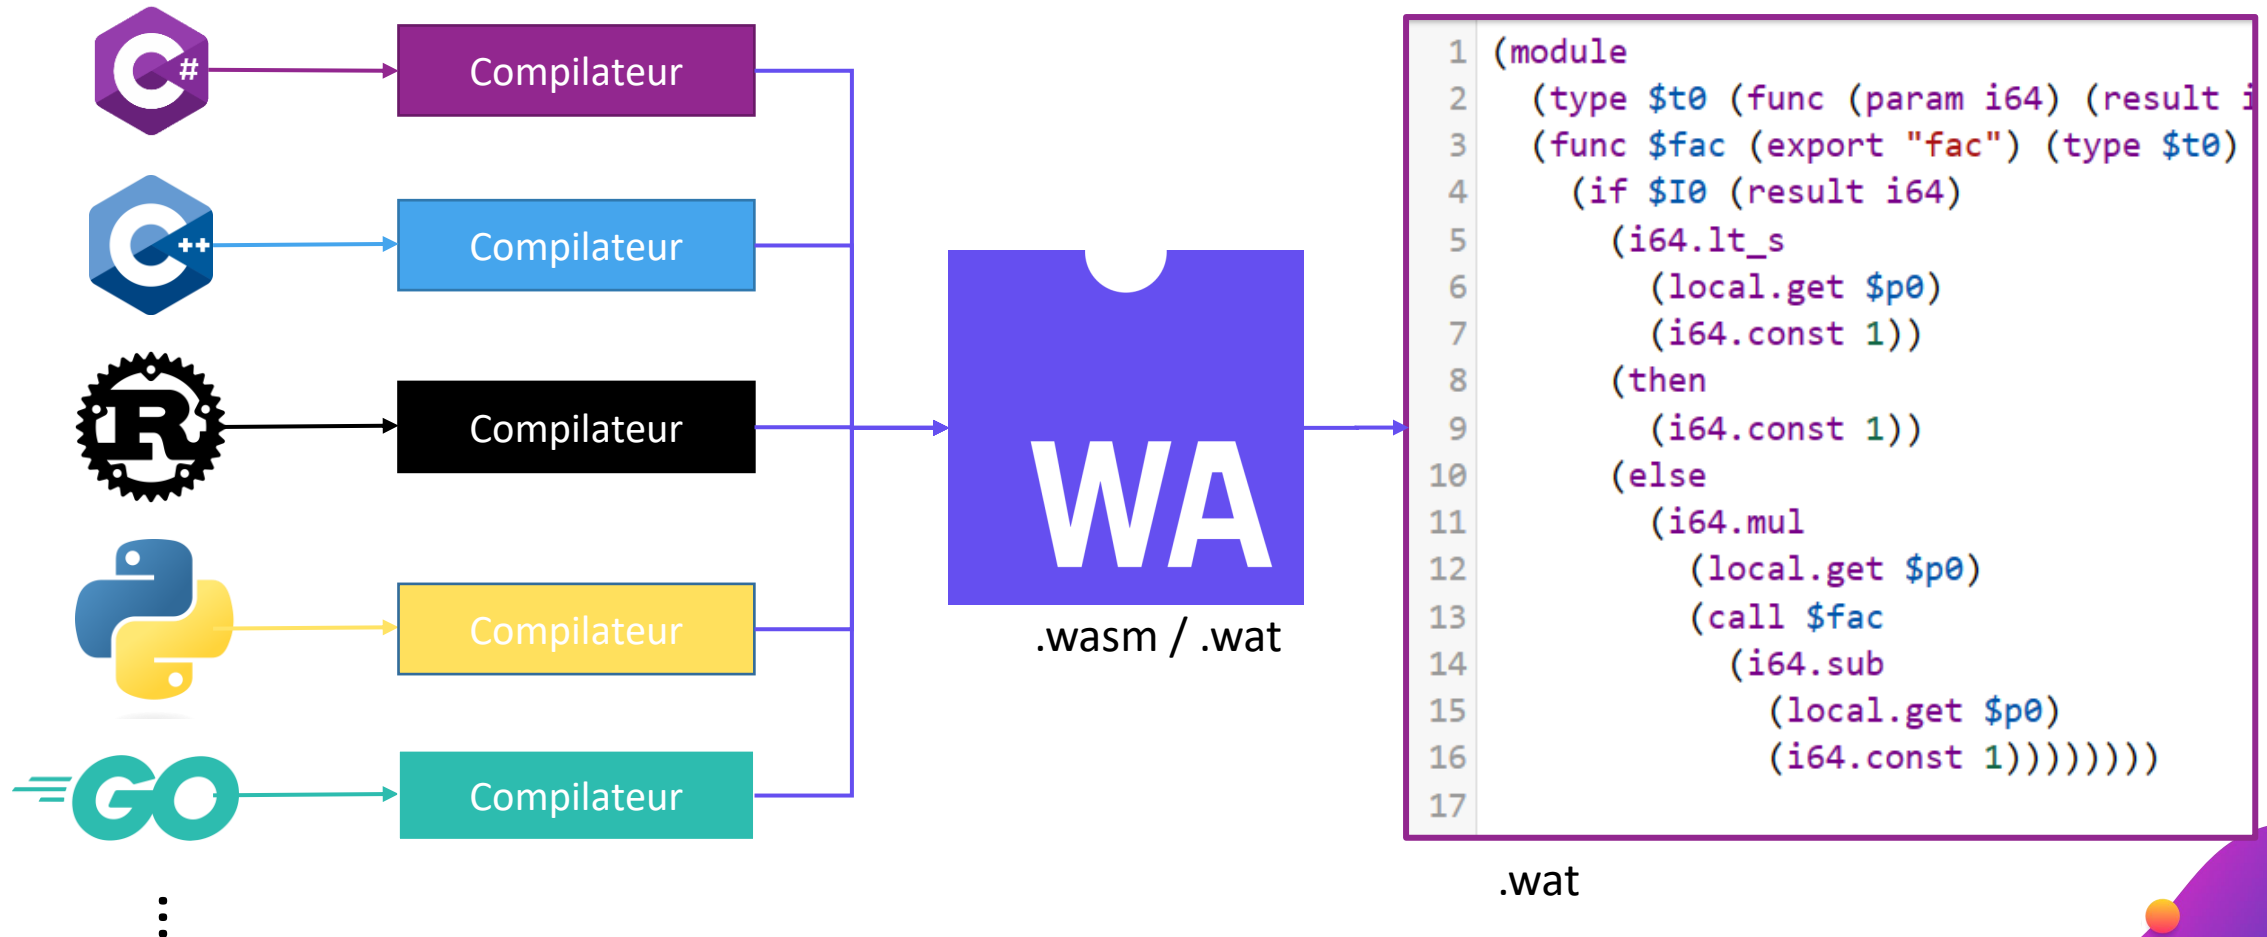 C#
Compilateur
C++
Compilateur
R
Compilateur
Compilateur
GO
Compilateur
WA
.wasm / .wat
1 (module
2 (type $t0 (func (param i64) (result i
3 (func $fac (export "fac") (type $t0)
4 (if $I0 (result i64)
5 (i64.lt_s
6 (local.get $p0)
7 (i64.const 1))
8 (then
9 (i64.const 1))
10 (else
11 (i64.mul
12 (local.get $p0)
13 (call $fac
14 (i64.sub
15 (local.get $p0)
16 (i64.const 1))))))))
17
.wat